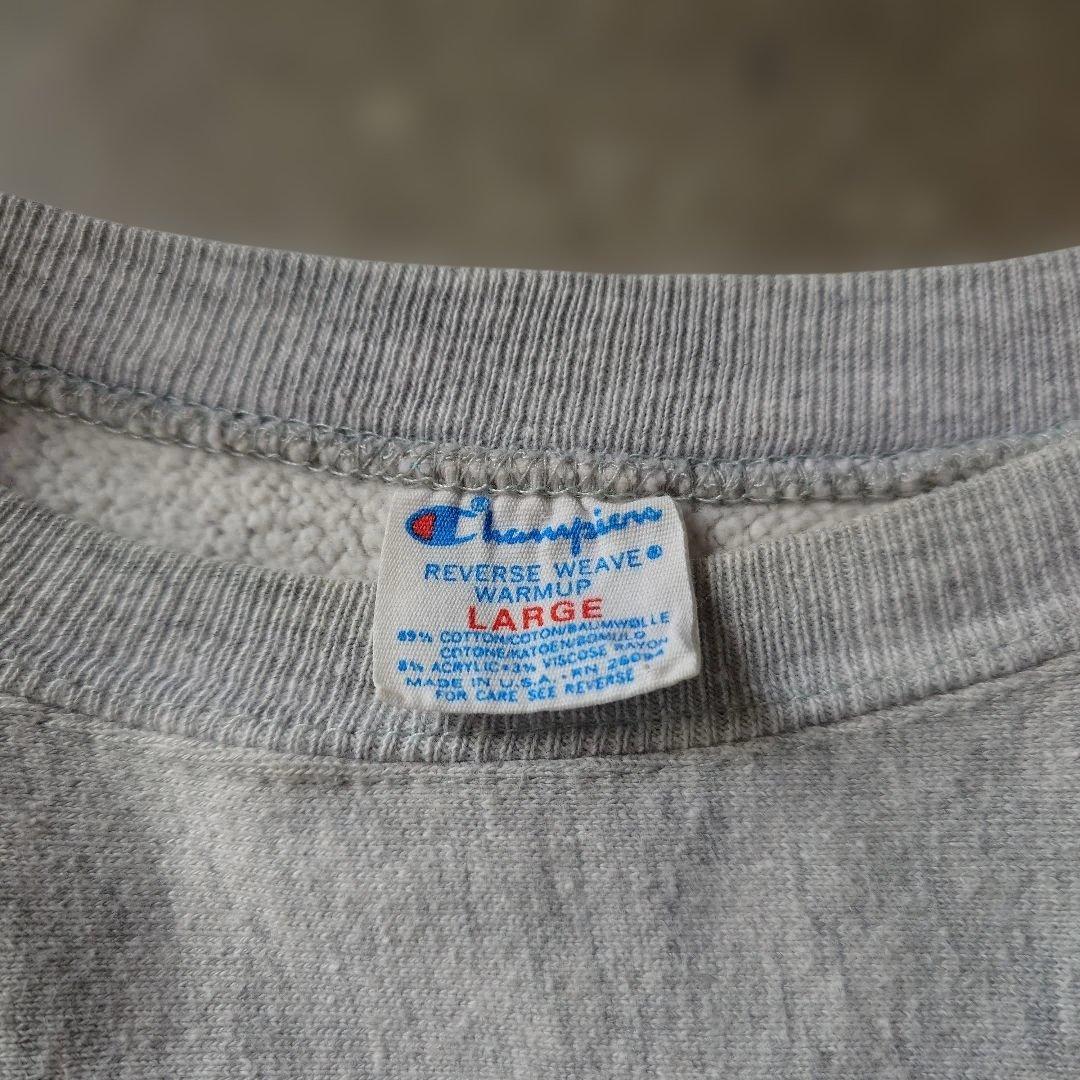 Champion
REVERSE WEAVE®
WARMUP
LARGE
89% COTTON/COTON/BAUMWOLLE
COTONE/KATOEN/BOMULD
8% ACRYLIC • 3% VISCOSE RAYON
MADE IN U.S.A. - RN 26094
FOR CARE SEE REVERSE